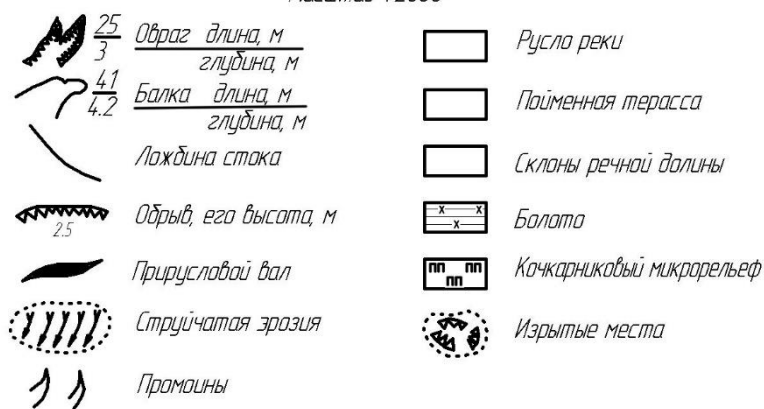 25 Овраг длина, м
3 глубина, м
41 Балка длина, м
4.2 глубина, м
Ложбина стока
Обрыв, его высота, м
2.5
Прирусловой вал
Струйчатая эрозия
Промоины
Русло реки
Пойменная терасса
Склоны речной долины
Болото
Кочкарниковый микрорельеф
Изрытые места